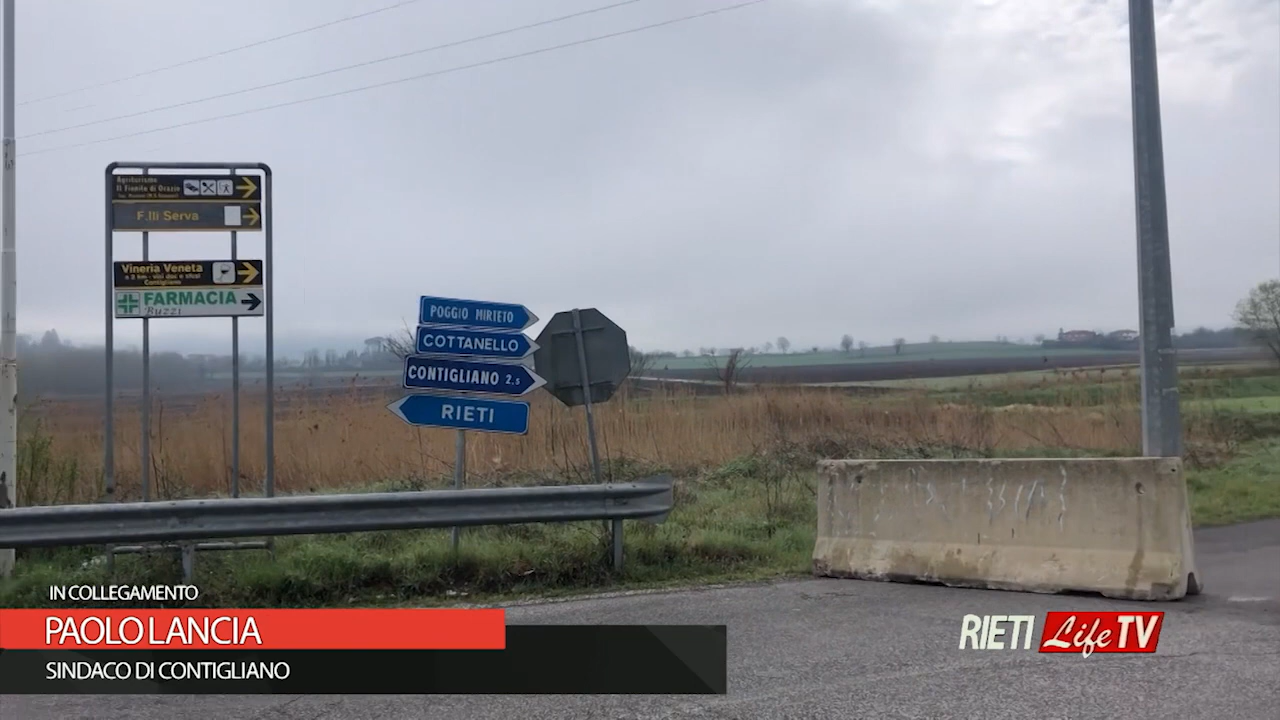 Agriturismo
Il Fienile di Orazio
F.lli Serva
Vineria Veneta
Contigliano
FARMACIA
POGGIO MIRTETO
COTTANELLO
CONTIGLIANO 2,5
RIETI
IN COLLEGAMENTO
PAOLO LANCIA
SINDACO DI CONTIGLIANO
RIETI Life TV